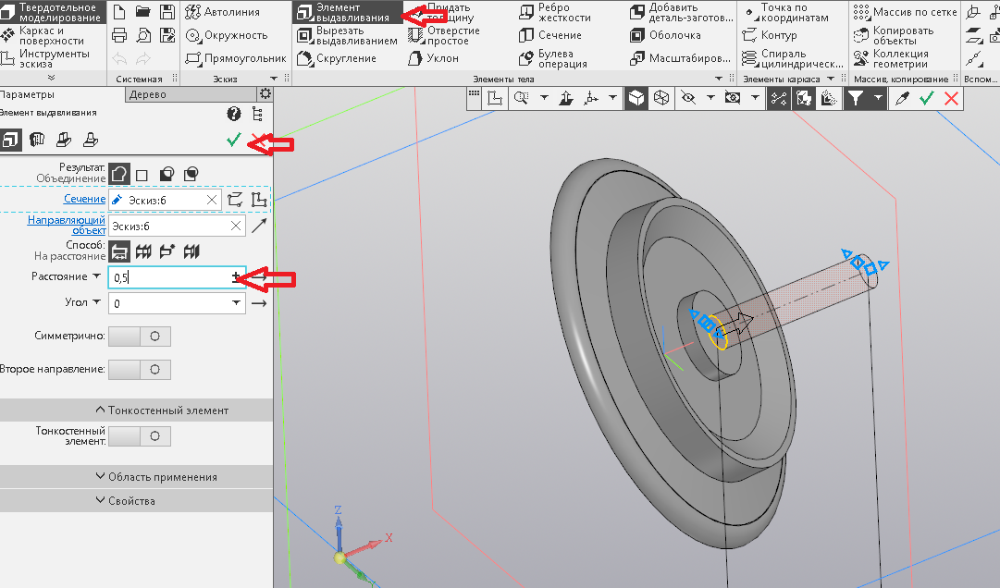 Твердотельное моделирование
Каркас и поверхности
Инструменты эскиза
Системная
Автолиния
Окружность
Прямоугольник
Эскиз
Элемент выдавливания
Вырезать выдавливанием
Скругление
Придать толщину
Отверстие простое
Уклон
Ребро жесткости
Сечение
Булева операция
Добавить деталь-заготов...
Оболочка
Масштабиров...
Элементы тела
Точка по координатам
Контур
Спираль цилиндрическ...
Элементы каркаса
Массив по сетке
Копировать объекты
Коллекция геометрии
Массив, копирование
Вспом...
Параметры
Дерево
Элемент выдавливания
Результат:
Объединение
Сечение
Эскиз:6
Направляющий объект
Эскиз:6
Способ:
На расстояние
Расстояние
0,5
Угол
0
Симметрично:
Второе направление:
Тонкостенный элемент
Тонкостенный элемент:
Область применения
Свойства
Z
X